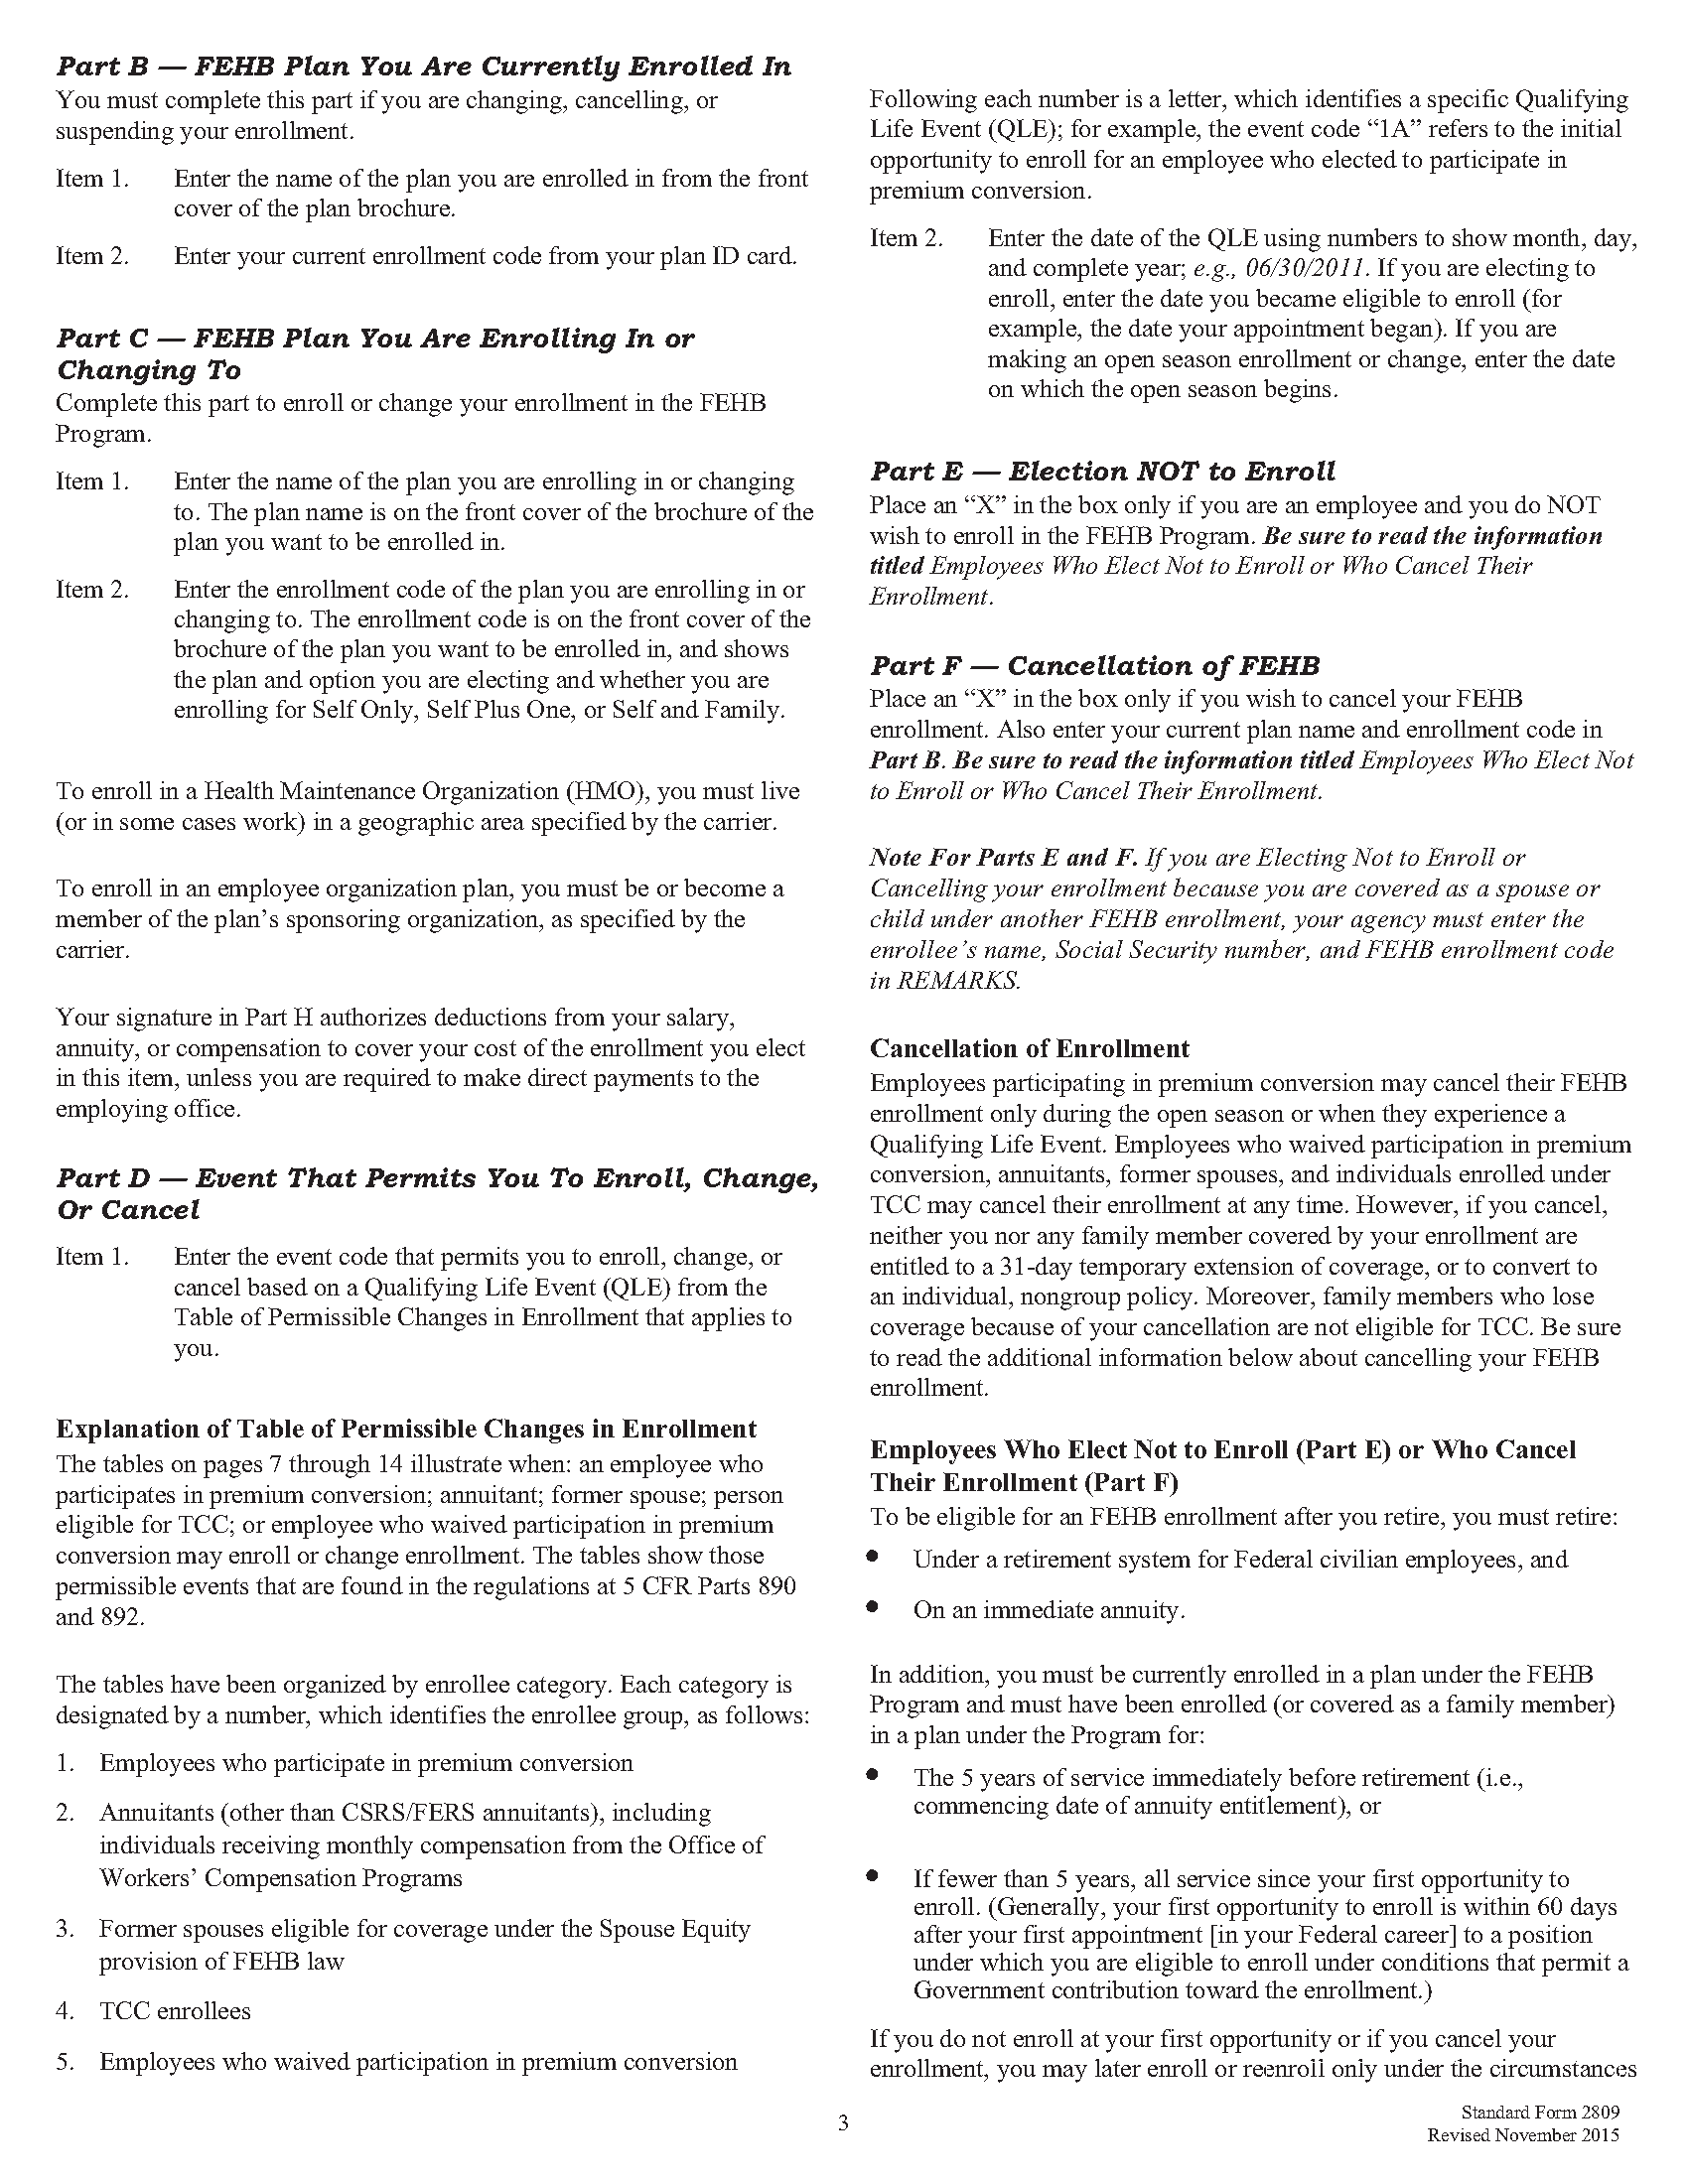 Part B — FEHB Plan You Are Currently Enrolled In
You must complete this part if you are changing, cancelling, or
suspending your enrollment.
Item 1. Enter the name of the plan you are enrolled in from the front
cover of the plan brochure.
Item 2. Enter your current enrollment code from your plan ID card.
Part C — FEHB Plan You Are Enrolling In or
Changing To
Complete this part to enroll or change your enrollment in the FEHB
Program.
Item 1. Enter the name of the plan you are enrolling in or changing
to. The plan name is on the front cover of the brochure of the
plan you want to be enrolled in.
Item 2. Enter the enrollment code of the plan you are enrolling in or
changing to. The enrollment code is on the front cover of the
brochure of the plan you want to be enrolled in, and shows
the plan and option you are electing and whether you are
enrolling for Self Only, Self Plus One, or Self and Family.
To enroll in a Health Maintenance Organization (HMO), you must live
(or in some cases work) in a geographic area specified by the carrier.
To enroll in an employee organization plan, you must be or become a
member of the plan’s sponsoring organization, as specified by the
carrier.
Your signature in Part H authorizes deductions from your salary,
annuity, or compensation to cover your cost of the enrollment you elect
in this item, unless you are required to make direct payments to the
employing office.
Part D — Event That Permits You To Enroll, Change,
Or Cancel
Item 1. Enter the event code that permits you to enroll, change, or
cancel based on a Qualifying Life Event (QLE) from the
Table of Permissible Changes in Enrollment that applies to
you.
Explanation of Table of Permissible Changes in Enrollment
The tables on pages 7 through 14 illustrate when: an employee who
participates in premium conversion; annuitant; former spouse; person
eligible for TCC; or employee who waived participation in premium
conversion may enroll or change enrollment. The tables show those
permissible events that are found in the regulations at 5 CFR Parts 890
and 892.
The tables have been organized by enrollee category. Each category is
designated by a number, which identifies the enrollee group, as follows:
1. Employees who participate in premium conversion
2. Annuitants (other than CSRS/FERS annuitants), including
individuals receiving monthly compensation from the Office of
Workers’ Compensation Programs
3. Former spouses eligible for coverage under the Spouse Equity
provision of FEHB law
4. TCC enrollees
5. Employees who waived participation in premium conversion
Following each number is a letter, which identifies a specific Qualifying
Life Event (QLE); for example, the event code “1A” refers to the initial
opportunity to enroll for an employee who elected to participate in
premium conversion.
Item 2. Enter the date of the QLE using numbers to show month, day,
and complete year; e.g., 06/30/2011. If you are electing to
enroll, enter the date you became eligible to enroll (for
example, the date your appointment began). If you are
making an open season enrollment or change, enter the date
on which the open season begins.
Part E — Election NOT to Enroll
Place an “X” in the box only if you are an employee and you do NOT
wish to enroll in the FEHB Program. Be sure to read the information
titled Employees Who Elect Not to Enroll or Who Cancel Their
Enrollment.
Part F — Cancellation of FEHB
Place an “X” in the box only if you wish to cancel your FEHB
enrollment. Also enter your current plan name and enrollment code in
Part B. Be sure to read the information titled Employees Who Elect Not
to Enroll or Who Cancel Their Enrollment.
Note For Parts E and F. If you are Electing Not to Enroll or
Cancelling your enrollment because you are covered as a spouse or
child under another FEHB enrollment, your agency must enter the
enrollee’s name, Social Security number, and FEHB enrollment code
in REMARKS.
Cancellation of Enrollment
Employees participating in premium conversion may cancel their FEHB
enrollment only during the open season or when they experience a
Qualifying Life Event. Employees who waived participation in premium
conversion, annuitants, former spouses, and individuals enrolled under
TCC may cancel their enrollment at any time. However, if you cancel,
neither you nor any family member covered by your enrollment are
entitled to a 31-day temporary extension of coverage, or to convert to
an individual, nongroup policy. Moreover, family members who lose
coverage because of your cancellation are not eligible for TCC. Be sure
to read the additional information below about cancelling your FEHB
enrollment.
Employees Who Elect Not to Enroll (Part E) or Who Cancel
Their Enrollment (Part F)
To be eligible for an FEHB enrollment after you retire, you must retire:
• Under a retirement system for Federal civilian employees, and
• On an immediate annuity.
In addition, you must be currently enrolled in a plan under the FEHB
Program and must have been enrolled (or covered as a family member)
in a plan under the Program for:
• The 5 years of service immediately before retirement (i.e.,
commencing date of annuity entitlement), or
• If fewer than 5 years, all service since your first opportunity to
enroll. (Generally, your first opportunity to enroll is within 60 days
after your first appointment [in your Federal career] to a position
under which you are eligible to enroll under conditions that permit a
Government contribution toward the enrollment.)
If you do not enroll at your first opportunity or if you cancel your
enrollment, you may later enroll or reenroll only under the circumstances
3
Standard Form 2809
Revised November 2015